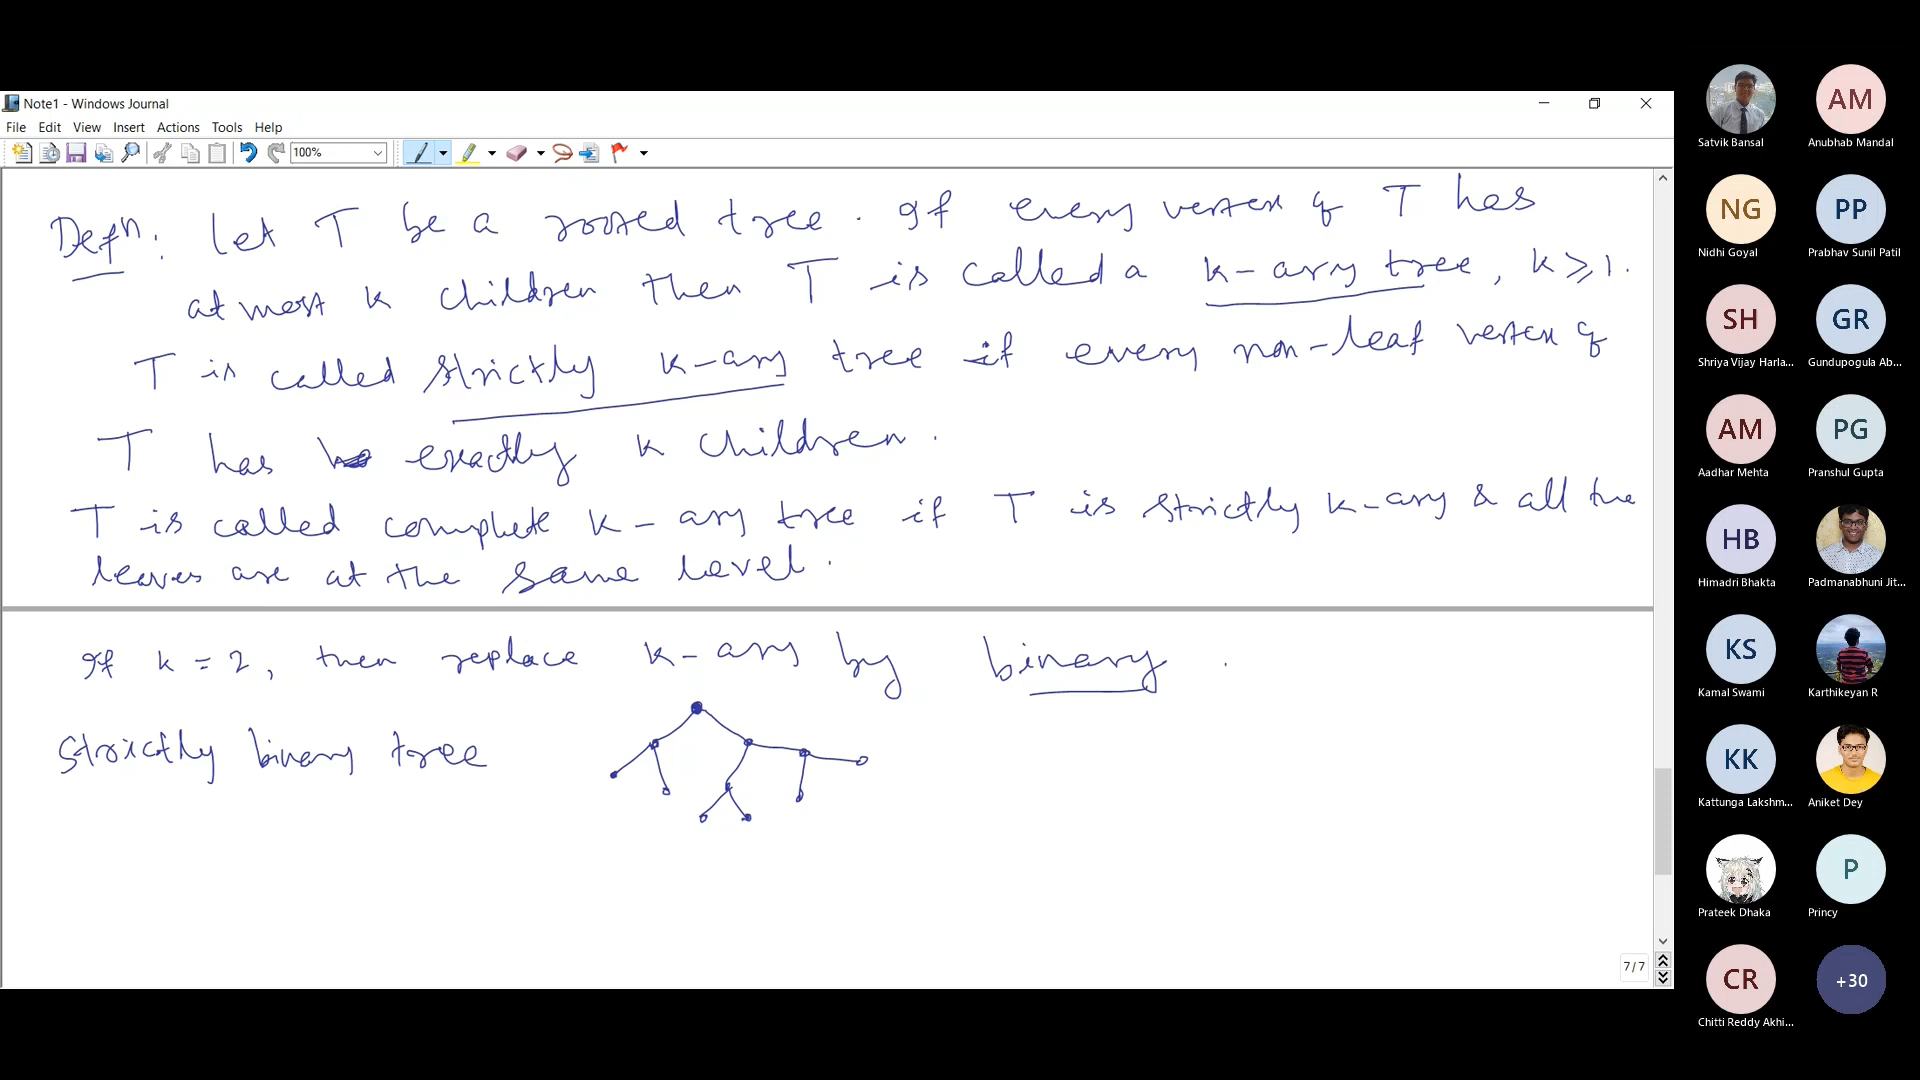 Note1 - Windows Journal
File Edit View Insert Actions Tools Help
100%
Defn: Let T be a rooted tree. If every vertex of T has
at most k children then T is called a k-ary tree, k ≥ 1.
T is called strictly k-ary tree if every non-leaf vertex of
T has exactly k children.
T is called complete k-ary tree if T is strictly k-ary & all the
leaves are at the same level.
If k = 2, then replace k-ary by binary.
Strictly binary tree
7/7
Satvik Bansal
AM
Anubhab Mandal
NG
Nidhi Goyal
PP
Prabhav Sunil Patil
SH
Shriya Vijay Harla...
GR
Gundupogula Ab...
AM
Aadhar Mehta
PG
Pranshul Gupta
HB
Himadri Bhakta
Padmanabhuni Jit...
KS
Kamal Swami
Karthikeyan R
KK
Kattunga Lakshm...
Aniket Dey
Prateek Dhaka
P
Princy
CR
Chitti Reddy Akhi...
+30